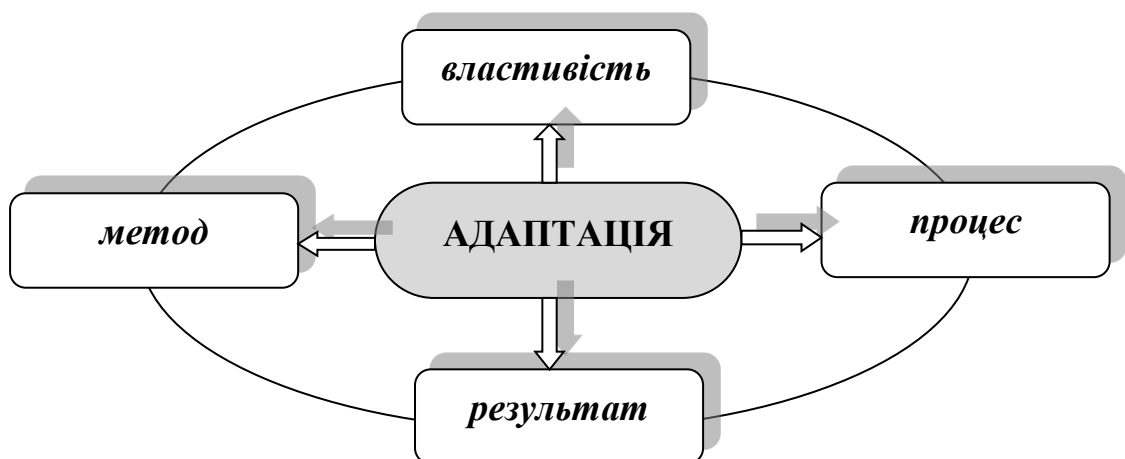 властивість
метод
АДАПТАЦІЯ
процес
результат